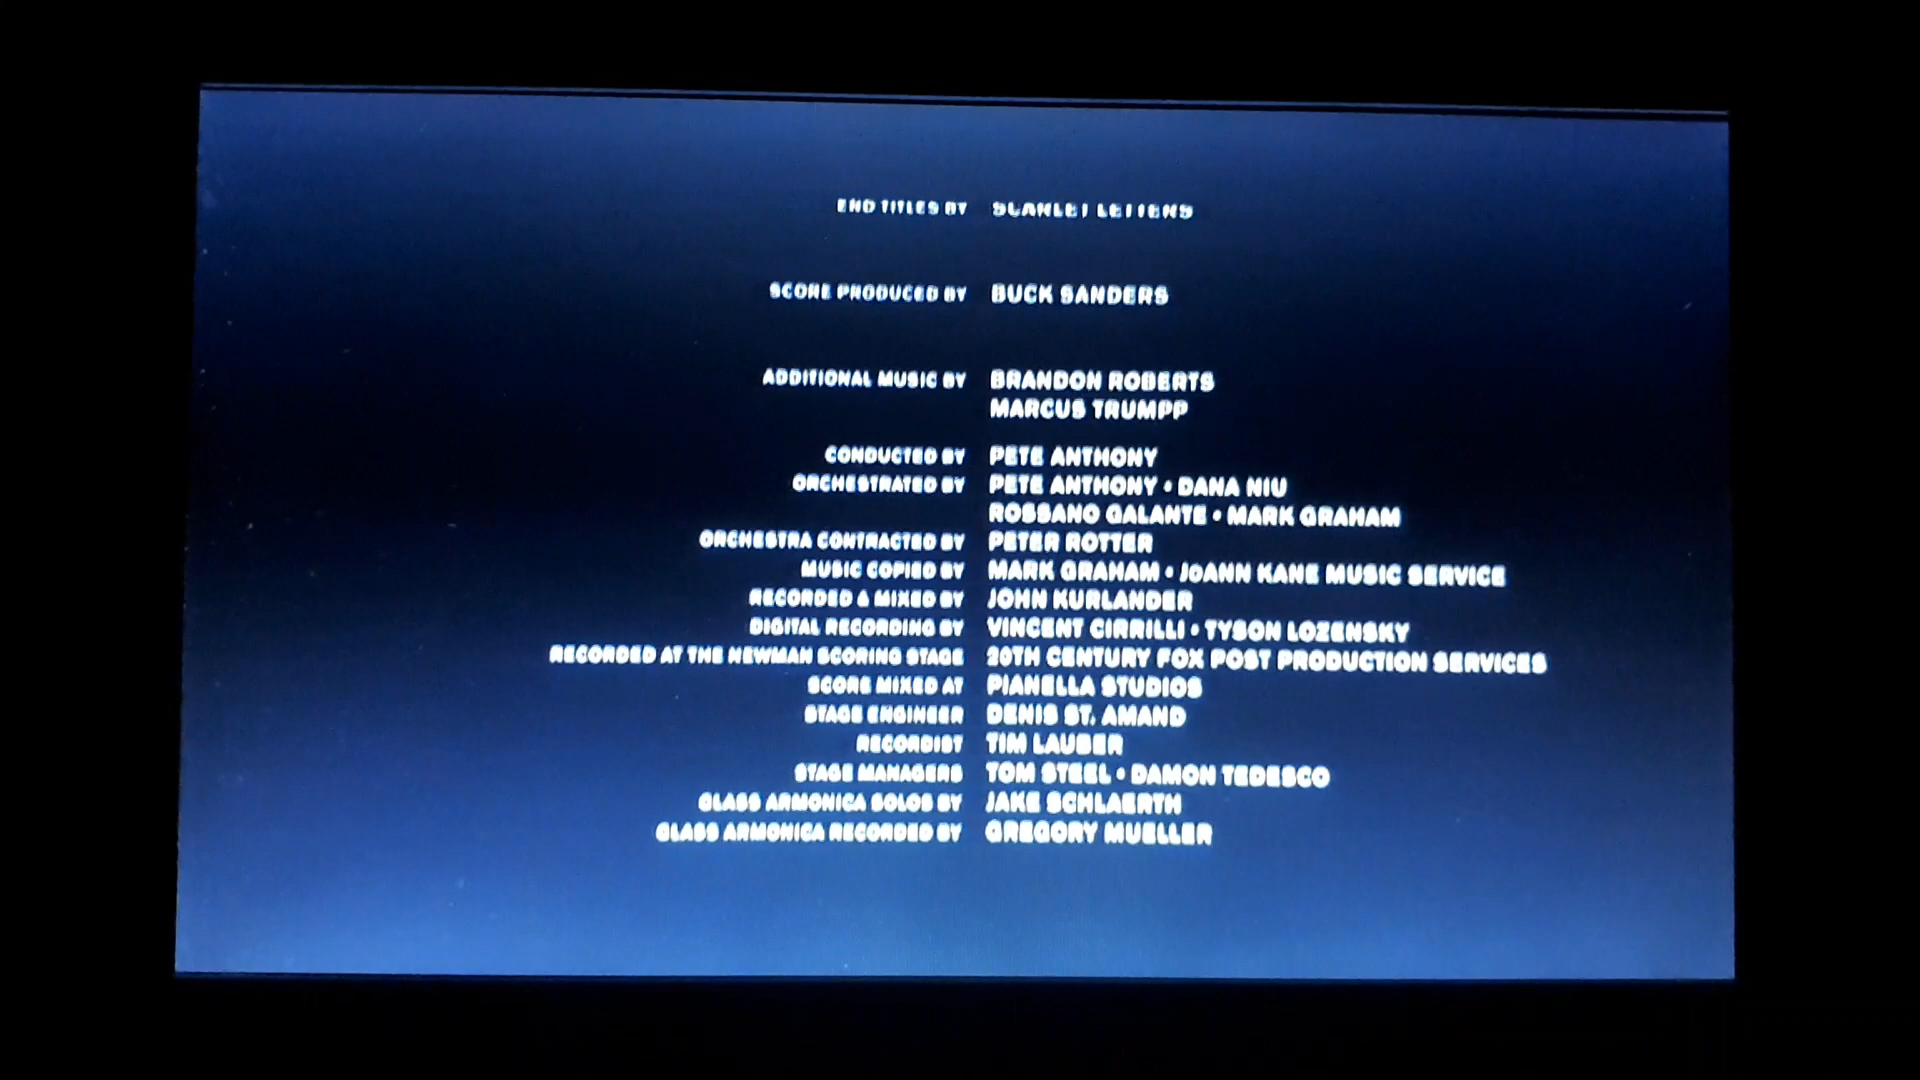 END TITLES BY SCARLET LETTERS
SCORE PRODUCED BY BUCK SANDERS
ADDITIONAL MUSIC BY BRANDON ROBERTS
MARCUS TRUMPP
CONDUCTED BY PETE ANTHONY
ORCHESTRATED BY PETE ANTHONY • DANA NIU
ROSSANO GALANTE • MARK GRAHAM
ORCHESTRA CONTRACTED BY PETER ROTTER
MUSIC COPIED BY MARK GRAHAM • JoANN KANE MUSIC SERVICE
RECORDED & MIXED BY JOHN KURLANDER
DIGITAL RECORDING BY VINCENT CIRRILLI • TYSON LOZENSKY
RECORDED AT THE NEWMAN SCORING STAGE 20TH CENTURY FOX POST PRODUCTION SERVICES
SCORE MIXED AT PIANELLA STUDIOS
STAGE ENGINEER DENIS ST. AMAND
RECORDIST TIM LAUBER
STAGE MANAGERS TOM STEEL • DAMON TEDESCO
GLASS ARMONICA SOLOS BY JAKE SCHLAERTH
GLASS ARMONICA RECORDED BY GREGORY MUELLER